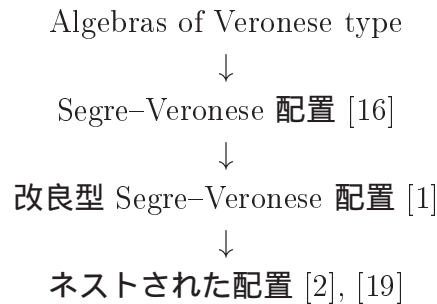 Algebras of Veronese type
↓
Segre–Veronese 配置 [16]
↓
改良型 Segre–Veronese 配置 [1]
↓
ネストされた配置 [2], [19]